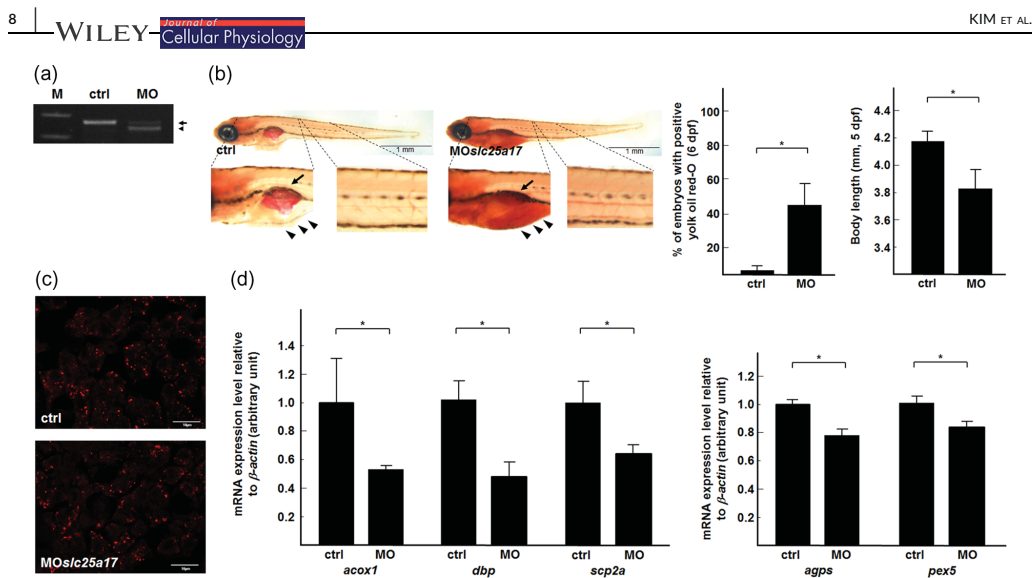 8
WILEY
Journal of
Cellular Physiology
KIM ET AL.
(a)
M ctrl MO
(b)
ctrl
1 mm
MOslc25a17
1 mm
% of embryos with positive
yolk oil red-O (6 dpf)
100
80
60
40
20
*
ctrl MO
Body length (mm, 5 dpf)
4.4
4.2
4.0
3.8
3.6
3.4
*
ctrl MO
(c)
ctrl
10μm
MOslc25a17
10μm
(d)
mRNA expression level relative
to β-actin (arbitrary unit)
1.4
1.2
1.0
0.8
0.6
0.4
0.2
* * *
ctrl MO ctrl MO ctrl MO
acox1 dbp scp2a
mRNA expression level relative
to β-actin (arbitrary unit)
1.2
1.0
0.8
0.6
0.4
0.2
* *
ctrl MO ctrl MO
agps pex5